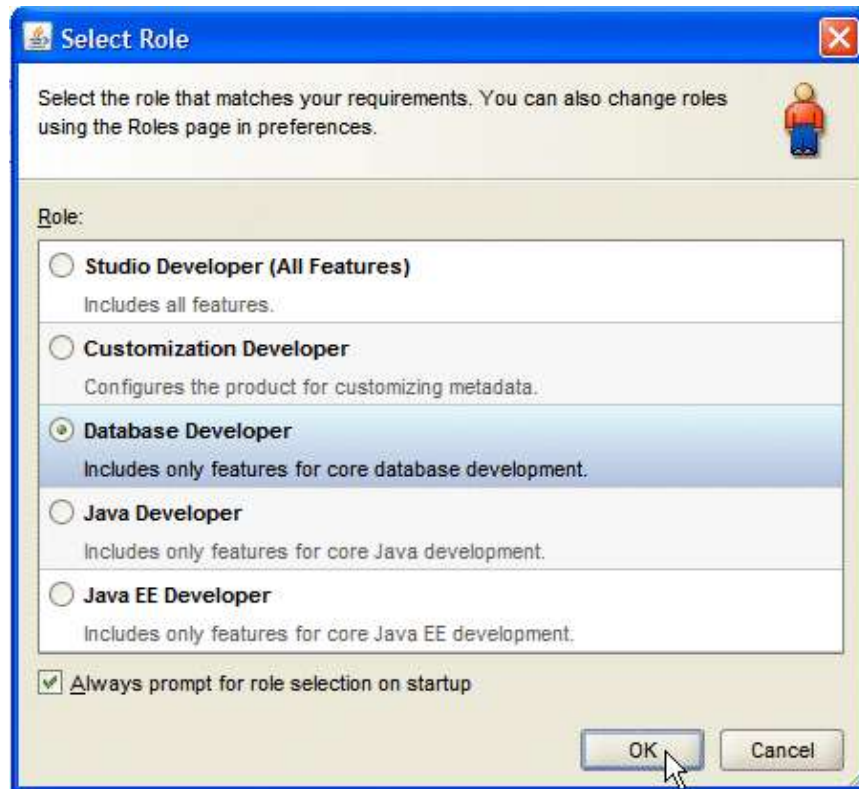 Select Role
Select the role that matches your requirements. You can also change roles
using the Roles page in preferences.
Role:
Studio Developer (All Features)
Includes all features.
Customization Developer
Configures the product for customizing metadata.
Database Developer
Includes only features for core database development.
Java Developer
Includes only features for core Java development.
Java EE Developer
Includes only features for core Java EE development.
Always prompt for role selection on startup
OK
Cancel